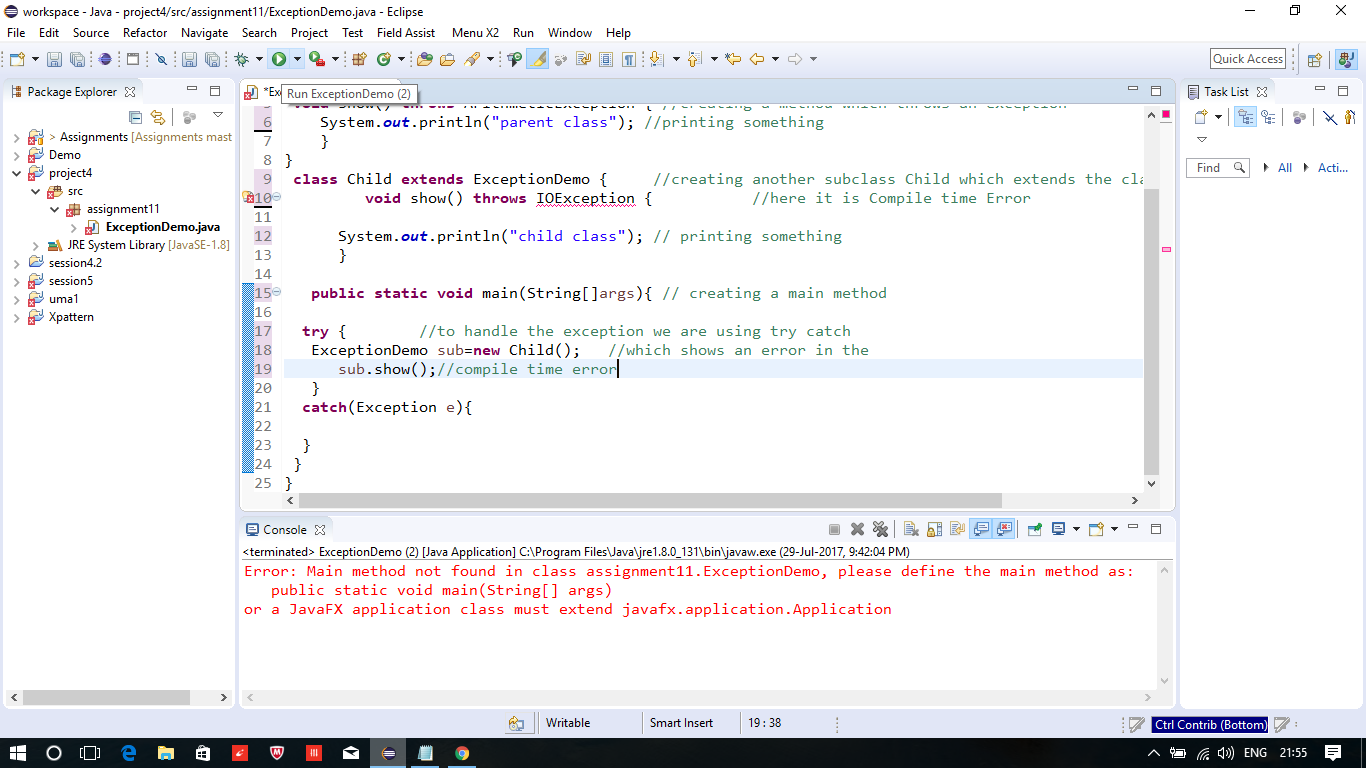 workspace - Java - project4/src/assignment11/ExceptionDemo.java - Eclipse
File Edit Source Refactor Navigate Search Project Test Field Assist Menu X2 Run Window Help
Quick Access
Package Explorer
> Assignments [Assignments mast
Demo
project4
src
assignment11
ExceptionDemo.java
JRE System Library [JavaSE-1.8]
session4.2
session5
uma1
Xpattern
*Ex
Run ExceptionDemo (2)
5 void show() throws ArithmeticException { //creating a method which throws an exception
6 System.out.println("parent class"); //printing something
7 }
8 }
9 class Child extends ExceptionDemo { //creating another subclass Child which extends the cla
10 void show() throws IOException { //here it is Compile time Error
11
12 System.out.println("child class"); // printing something
13 }
14
15 public static void main(String[]args){ // creating a main method
16
17 try { //to handle the exception we are using try catch
18 ExceptionDemo sub=new Child(); //which shows an error in the
19 sub.show();//compile time error
20 }
21 catch(Exception e){
22
23 }
24 }
25 }
Task List
Find
All
Acti...
Console
<terminated> ExceptionDemo (2) [Java Application] C:\Program Files\Java\jre1.8.0_131\bin\javaw.exe (29-Jul-2017, 9:42:04 PM)
Error: Main method not found in class assignment11.ExceptionDemo, please define the main method as:
public static void main(String[] args)
or a JavaFX application class must extend javafx.application.Application
Writable
Smart Insert
19 : 38
Ctrl Contrib (Bottom)
ENG
21:55